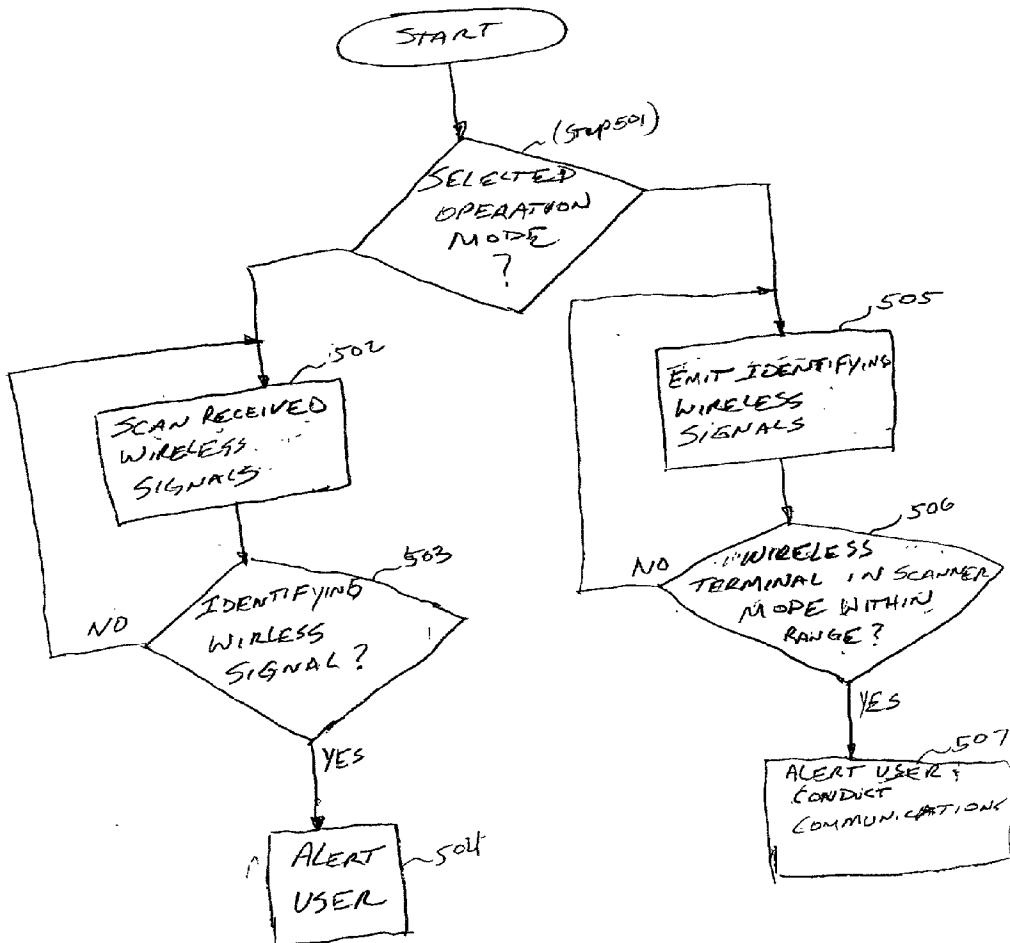 START
(Step 501)
SELECTED
OPERATION
MODE
?
502
SCAN RECEIVED
WIRELESS
SIGNALS
503
IDENTIFYING
WIRLESS
SIGNAL?
NO
YES
504
ALERT
USER
505
EMIT IDENTIFYING
WIRELESS
SIGNALS
506
WIRELESS
TERMINAL IN SCANNER
MODE WITHIN
RANGE?
NO
YES
507
ALERT USER &
CONDUCT
COMMUNICATIONS